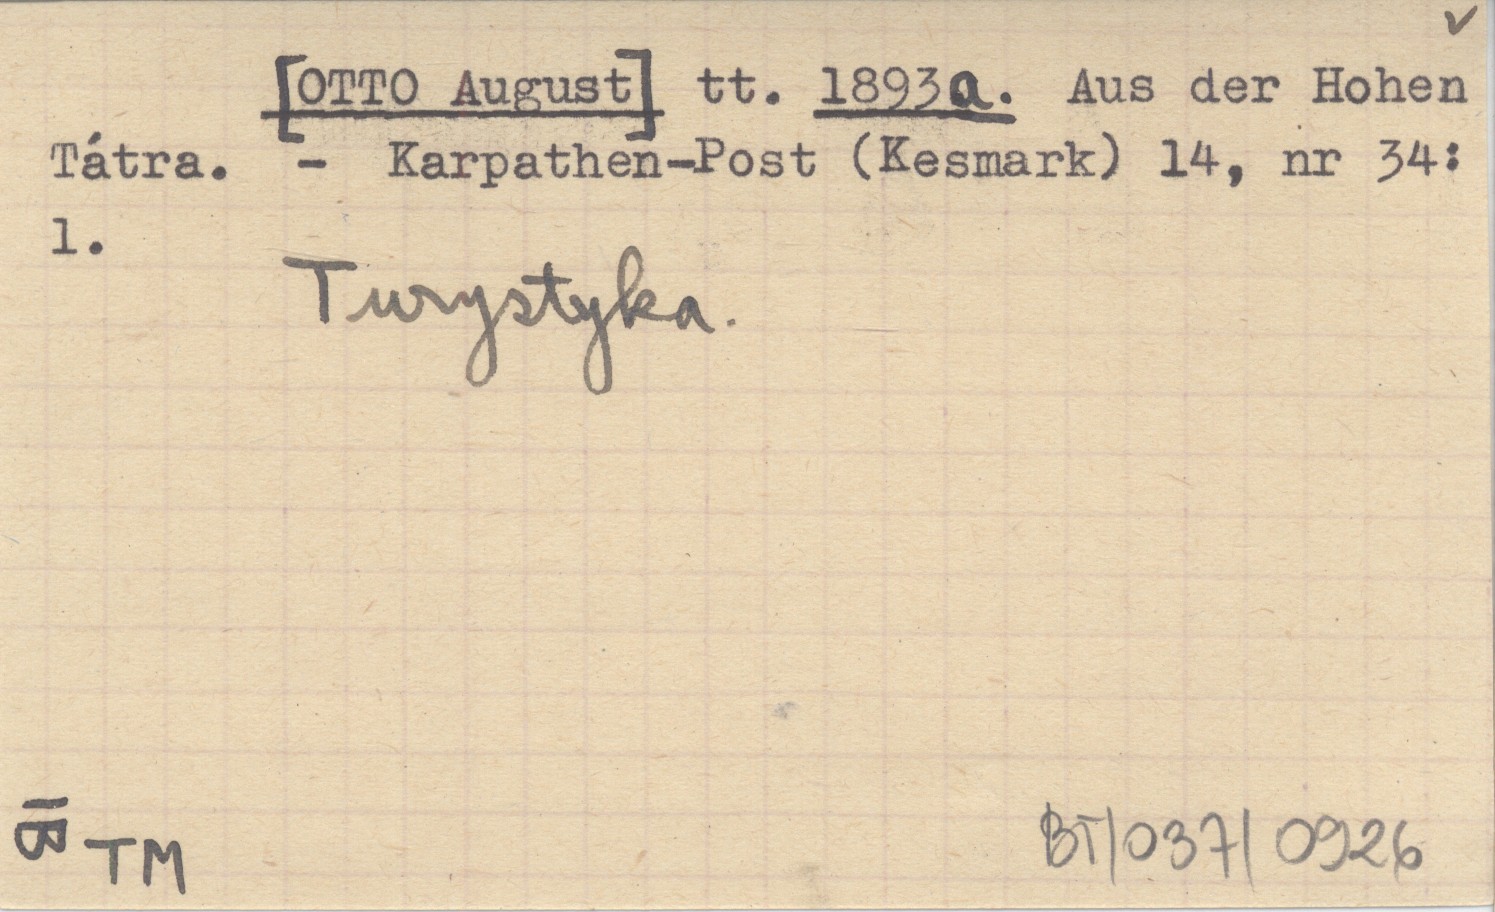 ✓
[OTTO August] tt. 1893a. Aus der Hohen
Tátra. - Karpathen-Post (Kesmark) 14, nr 34:
1.
Turystyka.
TM
BT/037/0926